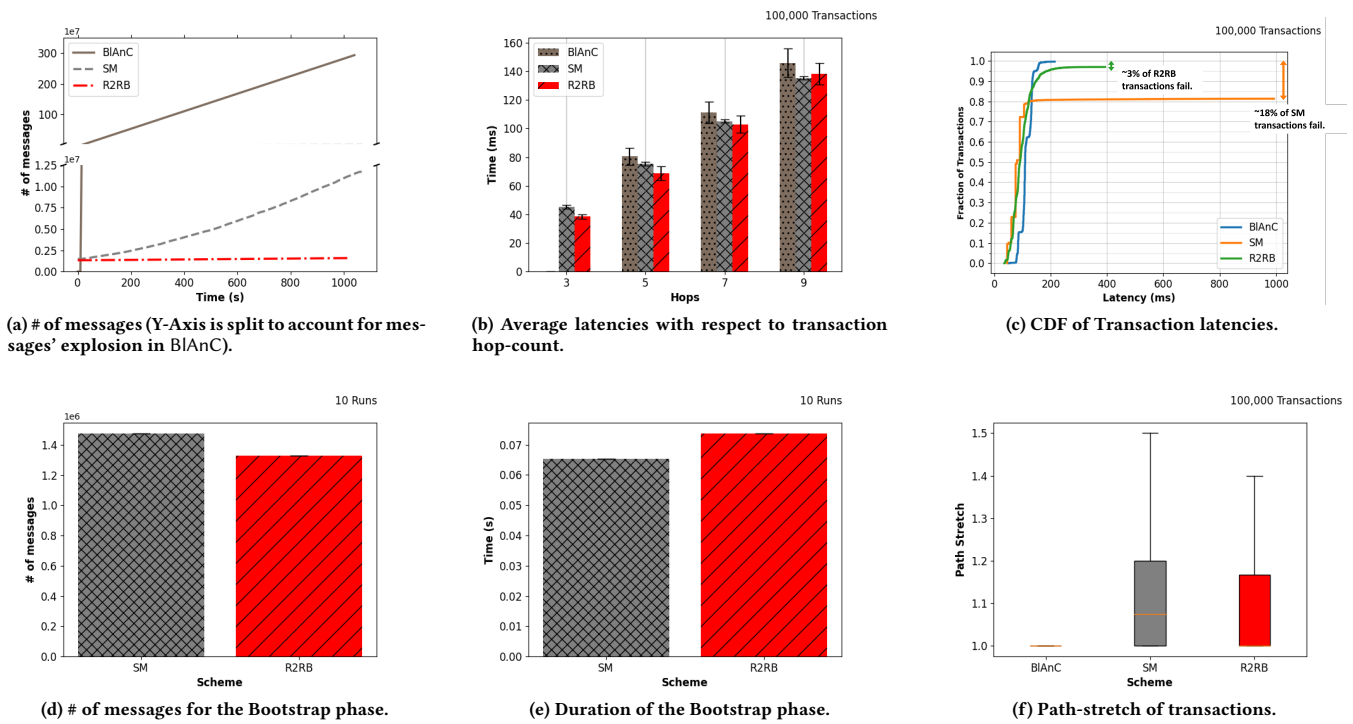 1e7
300
200
100
1e7
1.25
1.00
0.75
0.50
0.25
0.00
# of messages
BlAnC
SM
R2RB
0 200 400 600 800 1000
Time (s)
(a) # of messages (Y-Axis is split to account for mes-
sages' explosion in BlAnC).
100,000 Transactions
160
140
120
100
80
60
40
20
0
Time (ms)
BlAnC
SM
R2RB
3 5 7 9
Hops
(b) Average latencies with respect to transaction
hop-count.
100,000 Transactions
1.0
0.9
0.8
0.7
0.6
0.5
0.4
0.3
0.2
0.1
0.0
Fraction of Transactions
~3% of R2RB
transactions fail.
~18% of SM
transactions fail.
BlAnC
SM
R2RB
0 200 400 600 800 1000
Latency (ms)
(c) CDF of Transaction latencies.
10 Runs
1e6
1.4
1.2
1.0
0.8
0.6
0.4
0.2
0.0
# of messages
SM R2RB
Scheme
(d) # of messages for the Bootstrap phase.
10 Runs
0.07
0.06
0.05
0.04
0.03
0.02
0.01
0.00
Time (s)
SM R2RB
Scheme
(e) Duration of the Bootstrap phase.
100,000 Transactions
1.5
1.4
1.3
1.2
1.1
1.0
Path Stretch
BlAnC SM R2RB
Scheme
(f) Path-stretch of transactions.